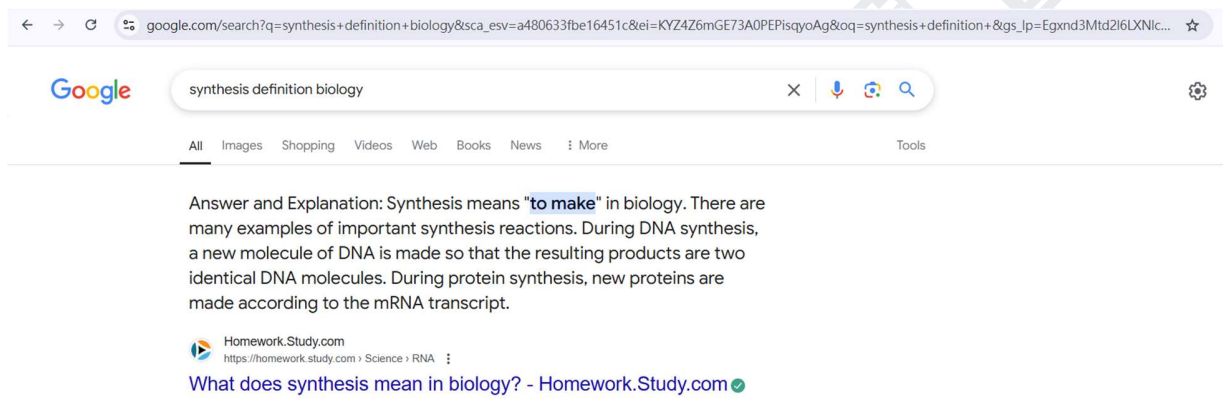 google.com/search?q=synthesis+definition+biology&sca_esv=a480633fbe16451c&ei=KYZ4Z6mGE73A0PEPisqyoAg&oq=synthesis+definition+&gs_lp=Egxnd3Mtd2l6LXNlc...
Google
synthesis definition biology
All Images Shopping Videos Web Books News More Tools
Answer and Explanation: Synthesis means "to make" in biology. There are
many examples of important synthesis reactions. During DNA synthesis,
a new molecule of DNA is made so that the resulting products are two
identical DNA molecules. During protein synthesis, new proteins are
made according to the mRNA transcript.
Homework.Study.com
https://homework.study.com › Science › RNA
What does synthesis mean in biology? - Homework.Study.com